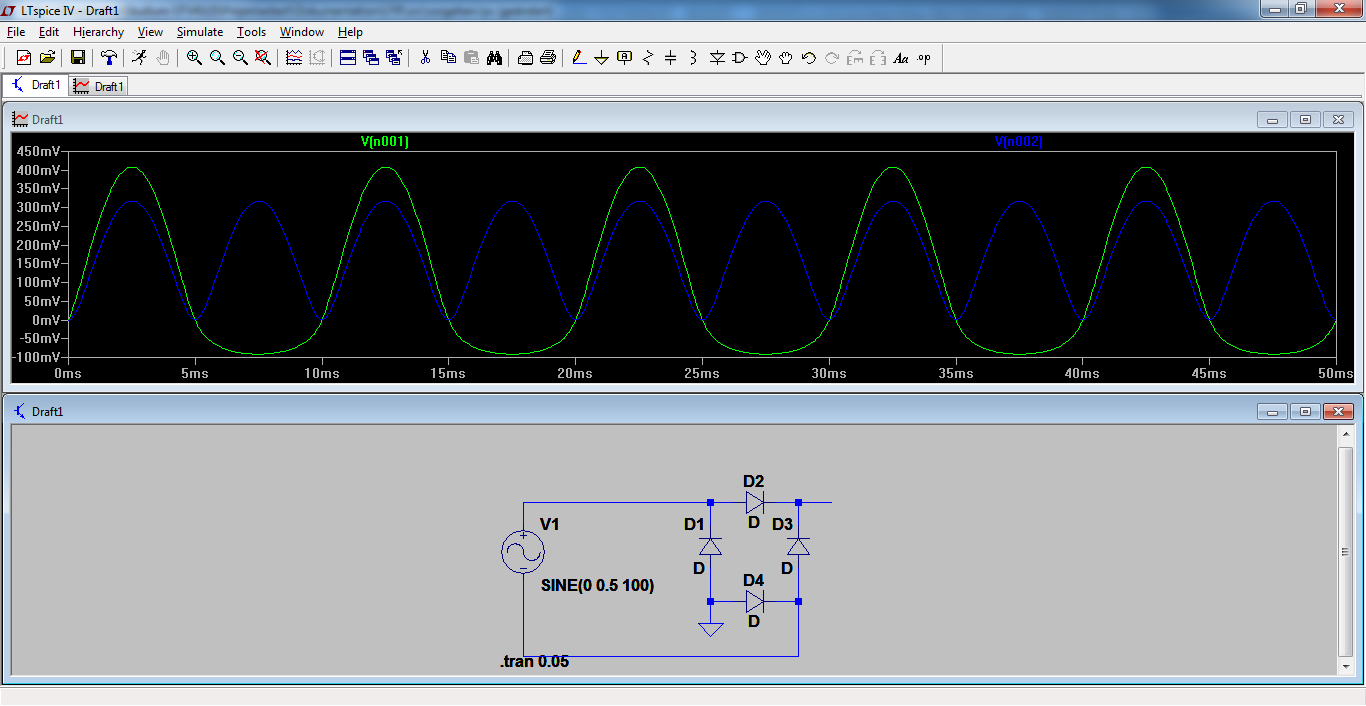 LTspice IV - Draft1
File Edit Hierarchy View Simulate Tools Window Help
A Aa .op
Draft1 Draft1
Draft1
V(n001) V(n002)
450mV
400mV
350mV
300mV
250mV
200mV
150mV
100mV
50mV
0mV
-50mV
-100mV
0ms 5ms 10ms 15ms 20ms 25ms 30ms 35ms 40ms 45ms 50ms
Draft1
D2
V1 D1 D D3
D D
D4
SINE(0 0.5 100)
D
.tran 0.05